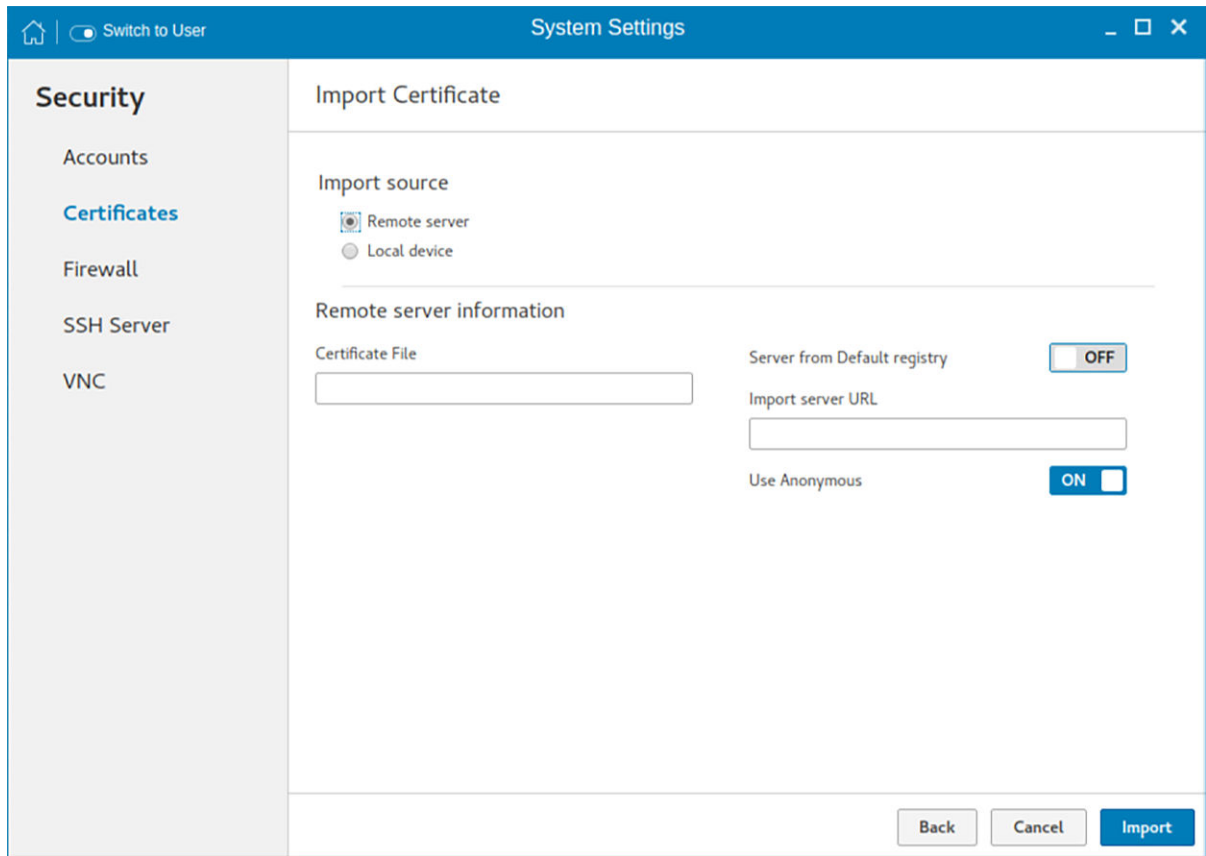 Switch to User
System Settings
Security
Accounts
Certificates
Firewall
SSH Server
VNC
Import Certificate
Import source
Remote server
Local device
Remote server information
Certificate File
Server from Default registry
OFF
Import server URL
Use Anonymous
ON
Back
Cancel
Import